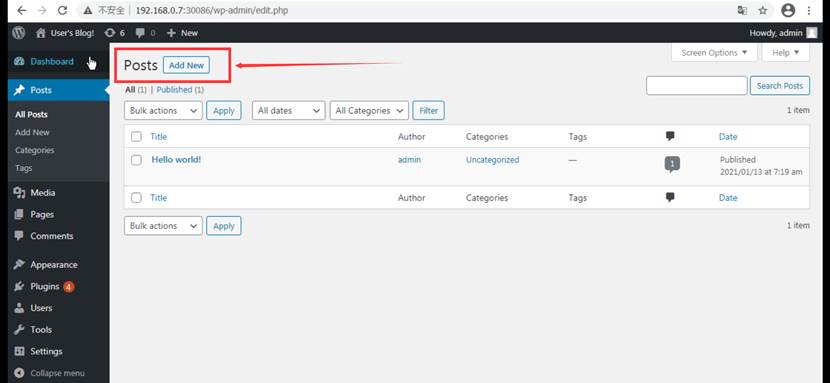 不安全 192.168.0.7:30086/wp-admin/edit.php
User's Blog! 6 0 New Howdy, admin
Dashboard
Posts
All Posts
Add New
Categories
Tags
Media
Pages
Comments
Appearance
Plugins 4
Users
Tools
Settings
Collapse menu
Screen Options Help
Posts Add New
All (1) | Published (1)
Search Posts
Bulk actions Apply All dates All Categories Filter 1 item
Title Author Categories Tags Date
Hello world! admin Uncategorized — 1 Published
2021/01/13 at 7:19 am
Title Author Categories Tags Date
Bulk actions Apply 1 item